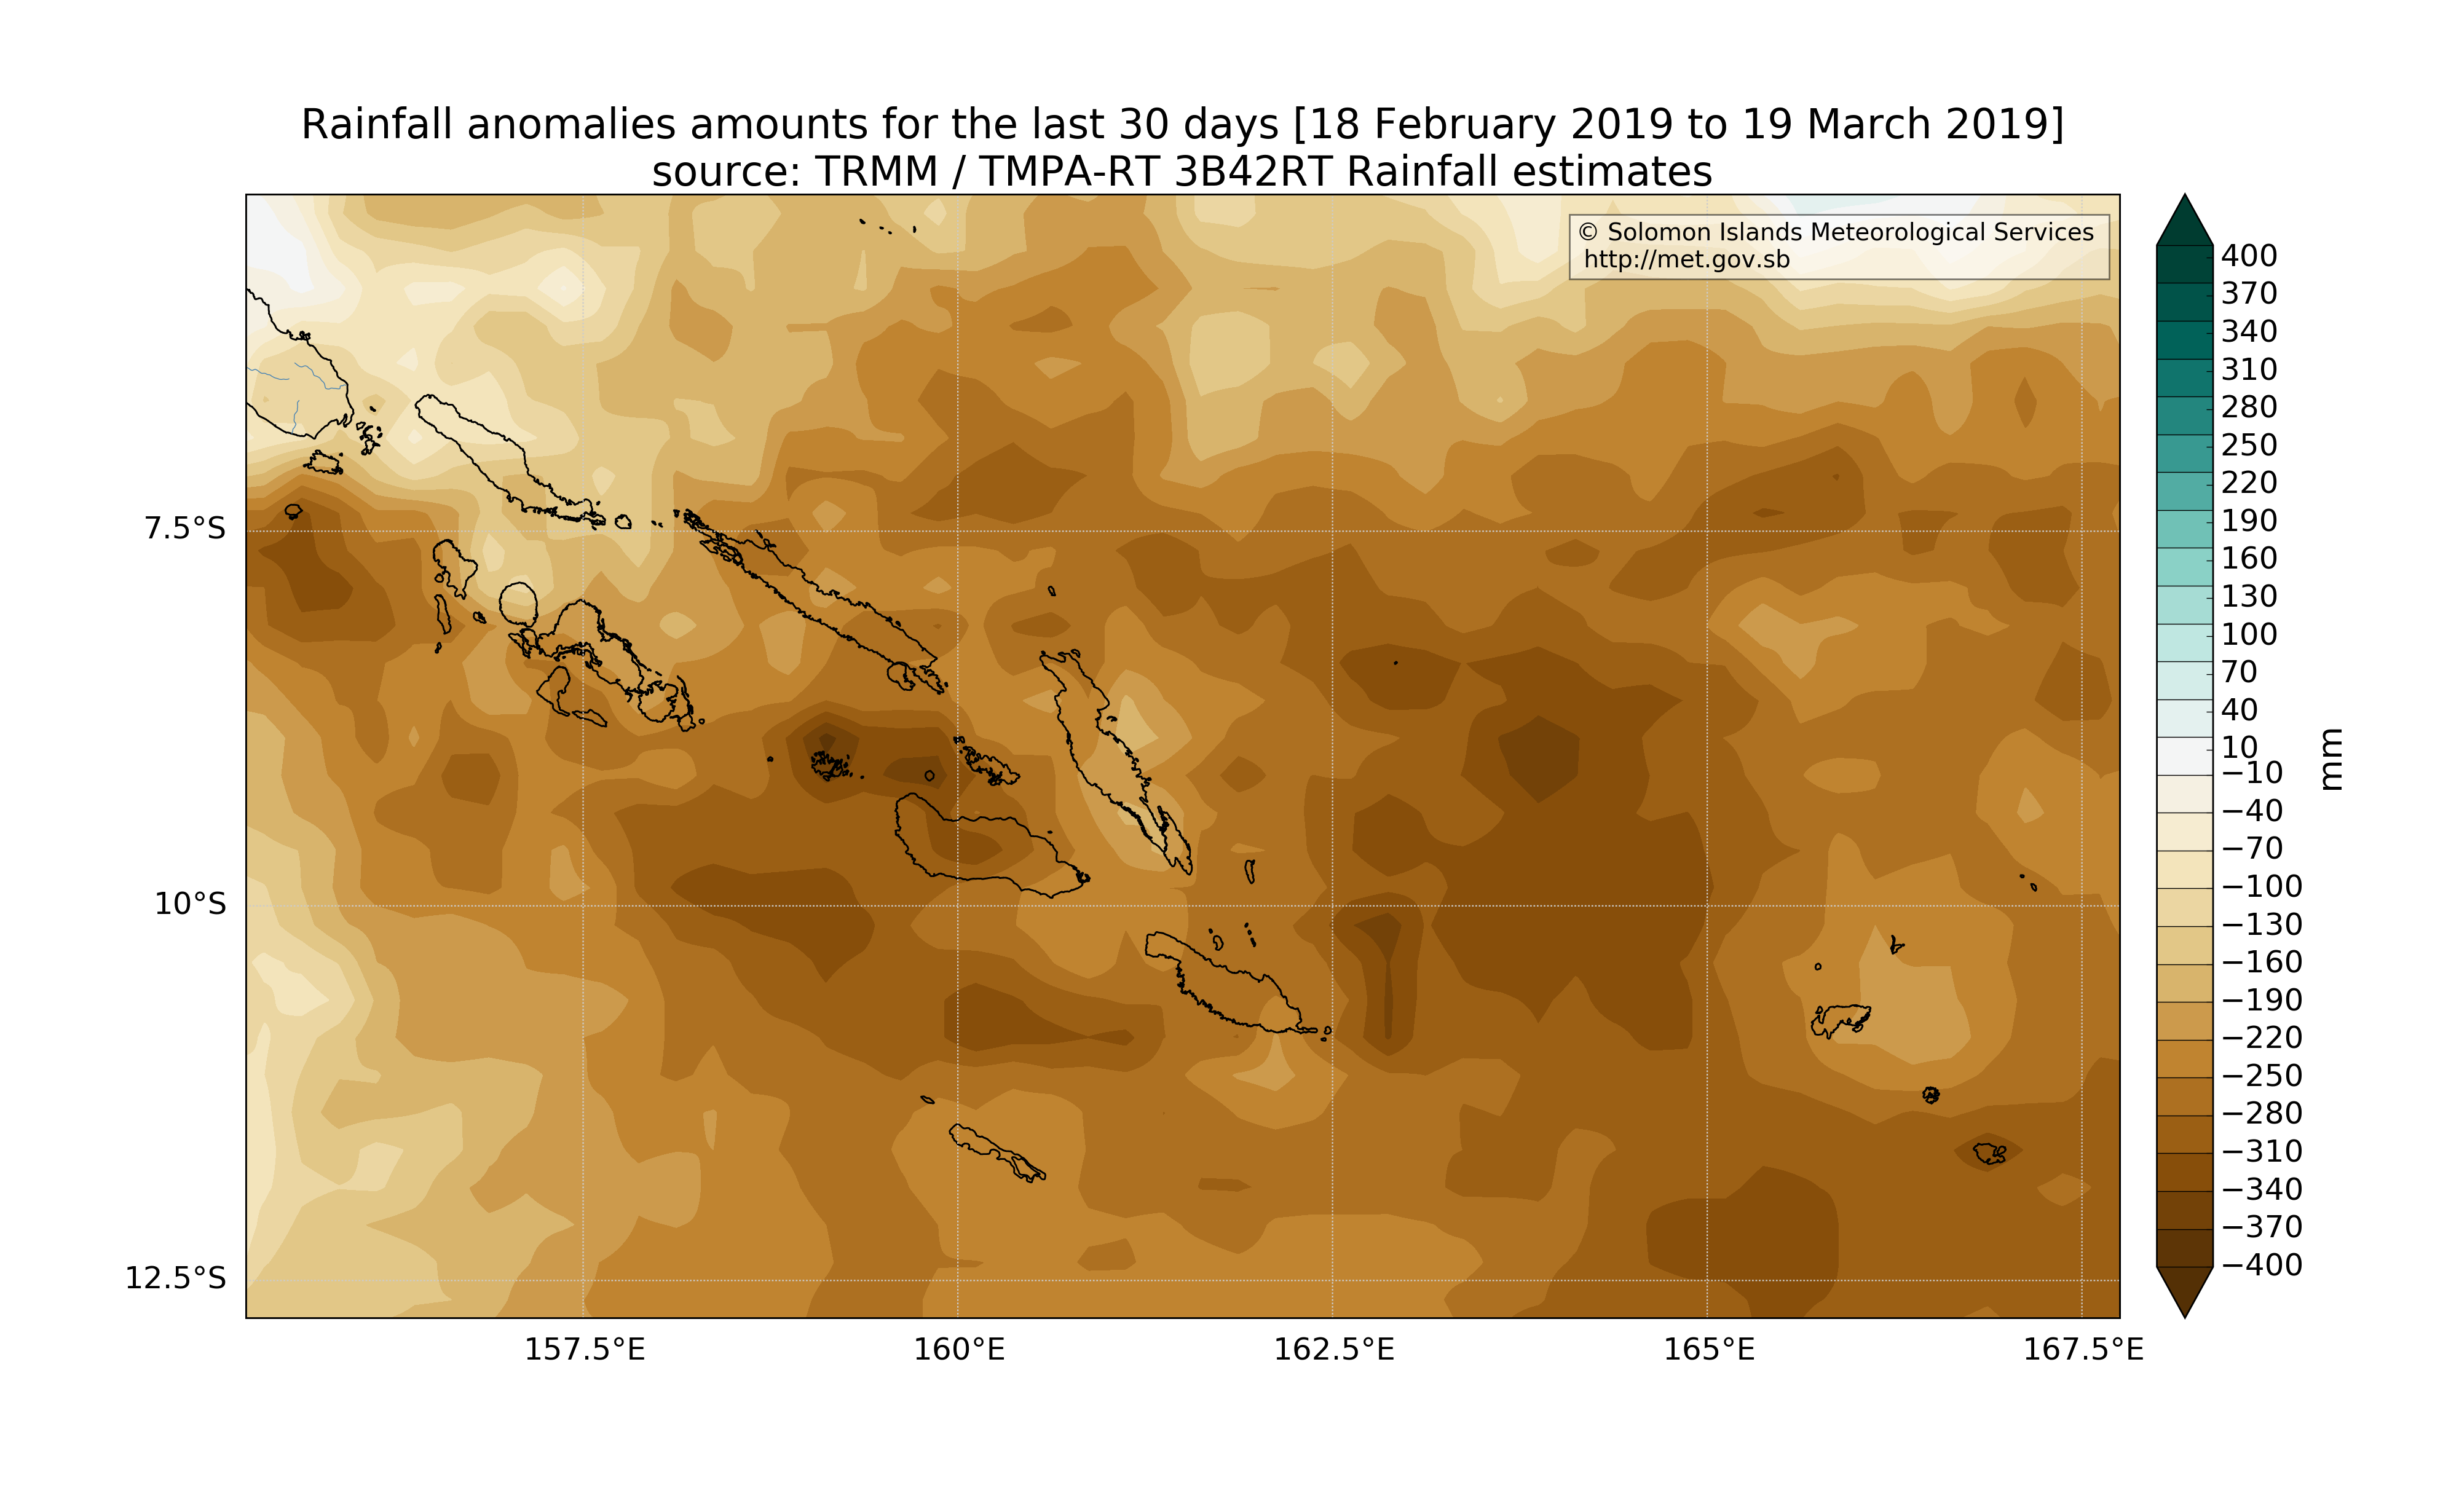 Rainfall anomalies amounts for the last 30 days [18 February 2019 to 19 March 2019]
source: TRMM / TMPA-RT 3B42RT Rainfall estimates
© Solomon Islands Meteorological Services
http://met.gov.sb
7.5°S
10°S
12.5°S
157.5°E
160°E
162.5°E
165°E
167.5°E
400
370
340
310
280
250
220
190
160
130
100
70
40
10
−10
−40
−70
−100
−130
−160
−190
−220
−250
−280
−310
−340
−370
−400
mm